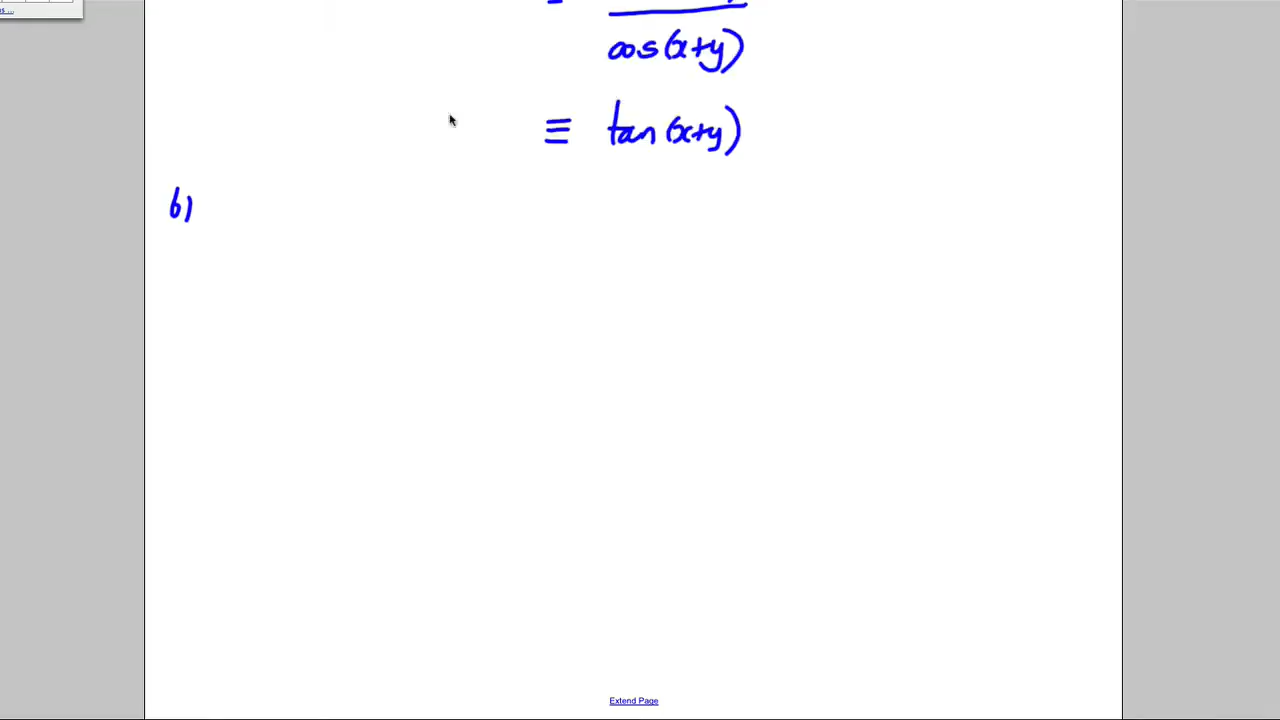 s ...
cos(x+y)
≡ tan(x+y)
b)
Extend Page